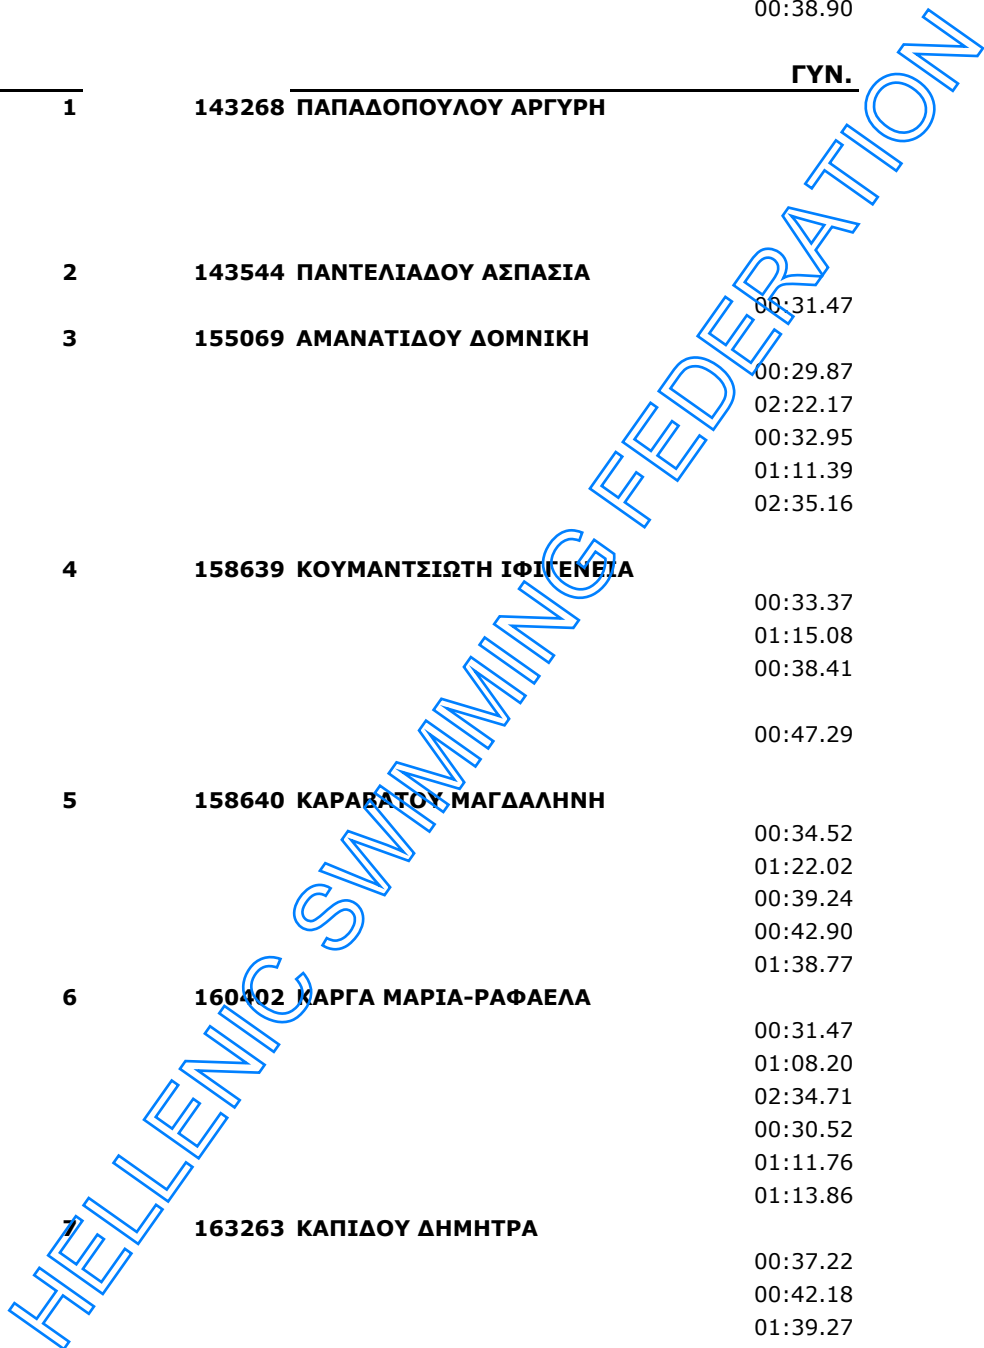 00:38.90
ΓΥΝ.
1 143268 ΠΑΠΑΔΟΠΟΥΛΟΥ ΑΡΓΥΡΗ
2 143544 ΠΑΝΤΕΛΙΑΔΟΥ ΑΣΠΑΣΙΑ
00:31.47
3 155069 ΑΜΑΝΑΤΙΔΟΥ ΔΟΜΝΙΚΗ
00:29.87
02:22.17
00:32.95
01:11.39
02:35.16
4 158639 ΚΟΥΜΑΝΤΣΙΩΤΗ ΙΦΙΓΕΝΕΙΑ
00:33.37
01:15.08
00:38.41
00:47.29
5 158640 ΚΑΡΑΒΑΤΟΥ ΜΑΓΔΑΛΗΝΗ
00:34.52
01:22.02
00:39.24
00:42.90
01:38.77
6 160402 ΚΑΡΓΑ ΜΑΡΙΑ-ΡΑΦΑΕΛΑ
00:31.47
01:08.20
02:34.71
00:30.52
01:11.76
01:13.86
7 163263 ΚΑΠΙΔΟΥ ΔΗΜΗΤΡΑ
00:37.22
00:42.18
01:39.27
HELLENIC SWIMMING FEDERATION